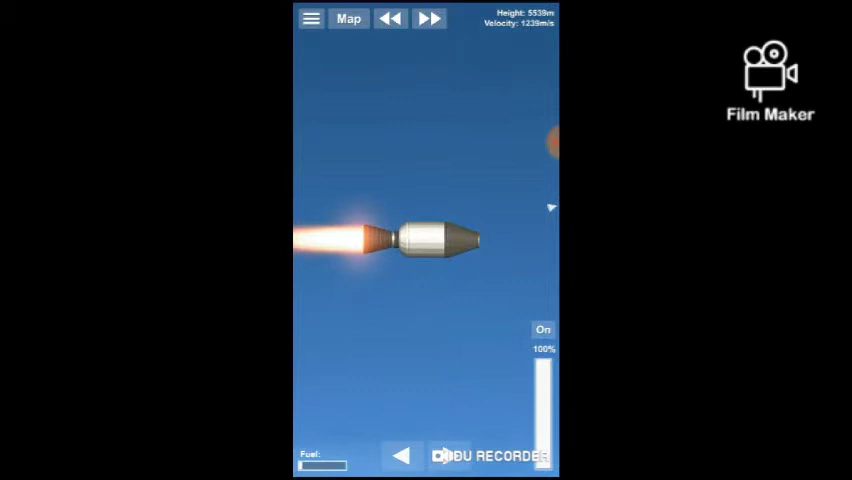 Map
Height: 5539m
Velocity: 1239m/s
Film Maker
On
100%
Fuel:
DU RECORDER